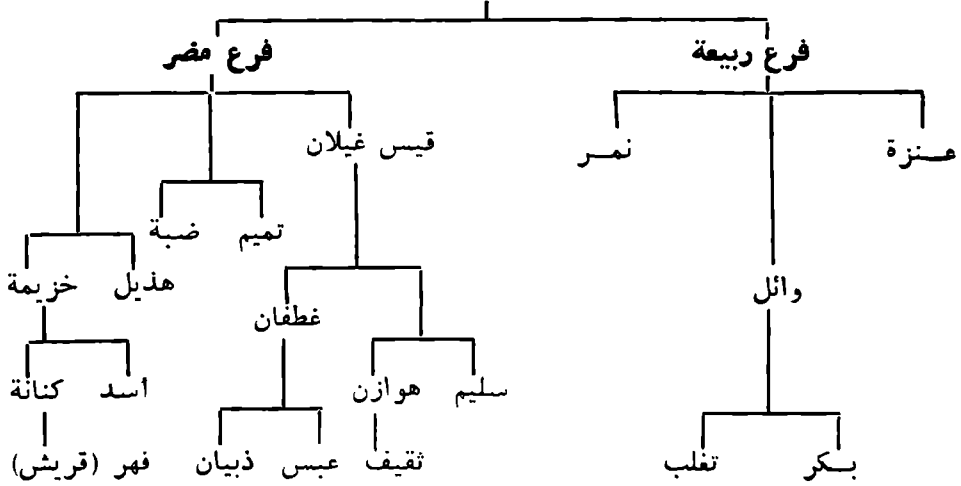 فرع ربيعة
فرع مضر
عنزة
نمر
قيس غيلان
تميم
ضبة
هذيل
خزيمة
وائل
غطفان
سليم
هوازن
أسد
كنانة
بكر
تغلب
ثقيف
عبس
ذبيان
فهر (قريش)